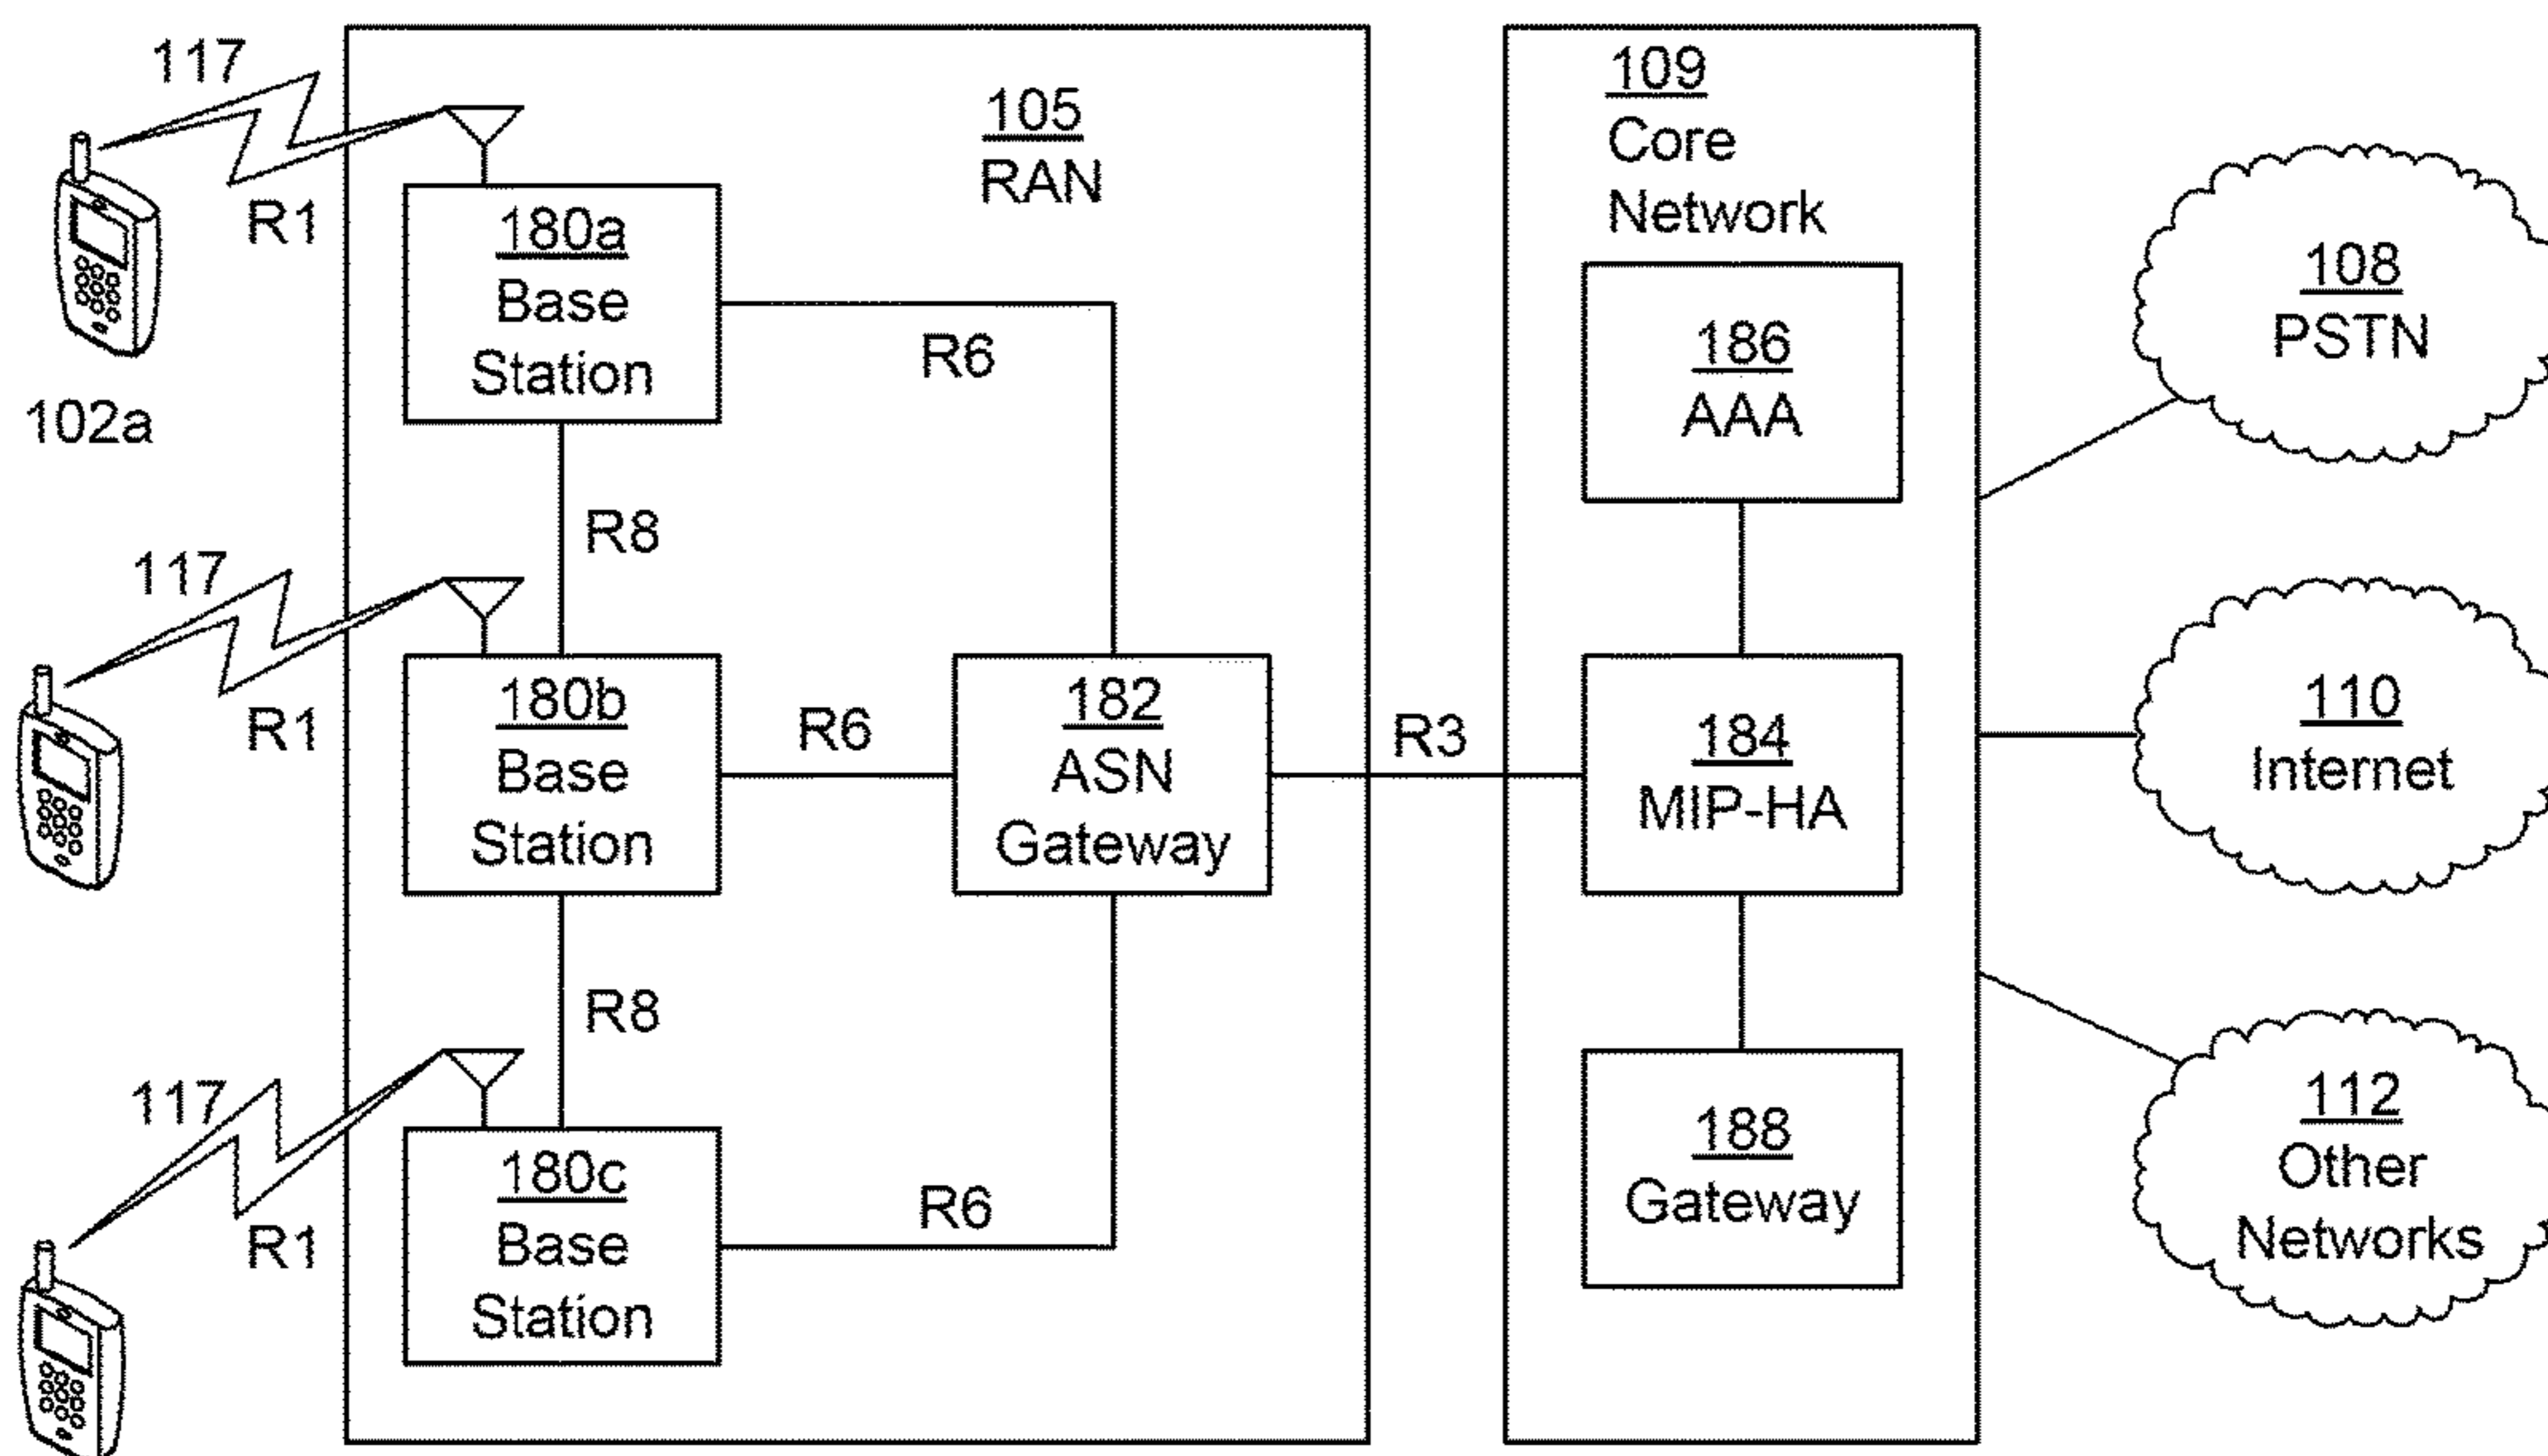 117
R1
102a
105
RAN
180a
Base
Station
R6
R8
117
R1
180b
Base
Station
R6
182
ASN
Gateway
R3
R8
117
R1
180c
Base
Station
R6
109
Core
Network
186
AAA
184
MIP-HA
188
Gateway
108
PSTN
110
Internet
112
Other
Networks